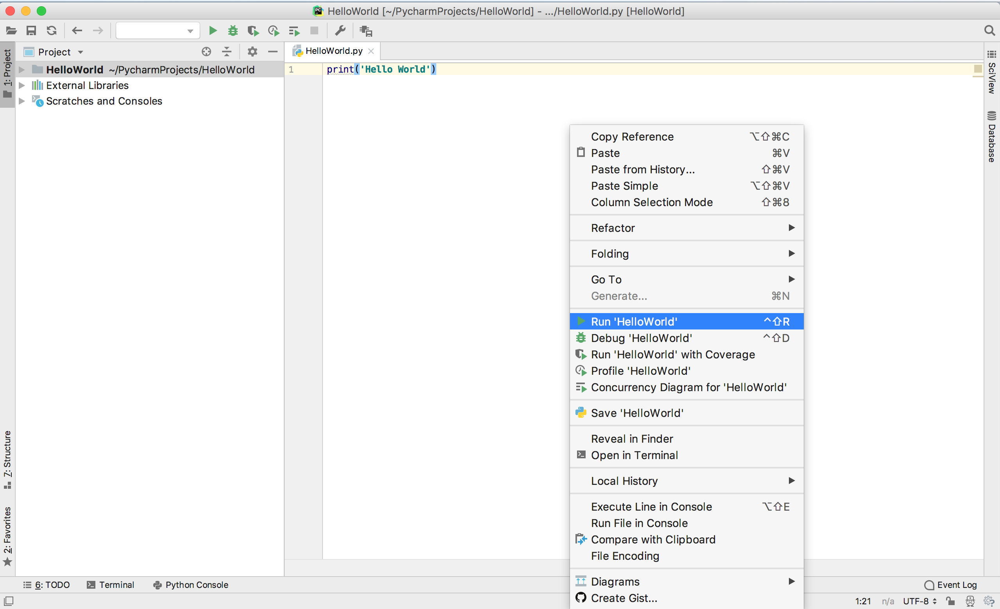 HelloWorld [~/PycharmProjects/HelloWorld] - .../HelloWorld.py [HelloWorld]
1: Project
Project
HelloWorld ~/PycharmProjects/HelloWorld
External Libraries
Scratches and Consoles
HelloWorld.py
1 print('Hello World')
SciView
Database
Copy Reference ⌥⇧⌘C
Paste ⌘V
Paste from History... ⇧⌘V
Paste Simple ⌥⇧⌘V
Column Selection Mode ⇧⌘8
Refactor
Folding
Go To
Generate... ⌘N
Run 'HelloWorld' ^⇧R
Debug 'HelloWorld' ^⇧D
Run 'HelloWorld' with Coverage
Profile 'HelloWorld'
Concurrency Diagram for 'HelloWorld'
Save 'HelloWorld'
Reveal in Finder
Open in Terminal
Local History
Execute Line in Console ⌥⇧E
Run File in Console
Compare with Clipboard
File Encoding
Diagrams
Create Gist...
7: Structure
2: Favorites
6: TODO
Terminal
Python Console
Event Log
1:21 n/a UTF-8